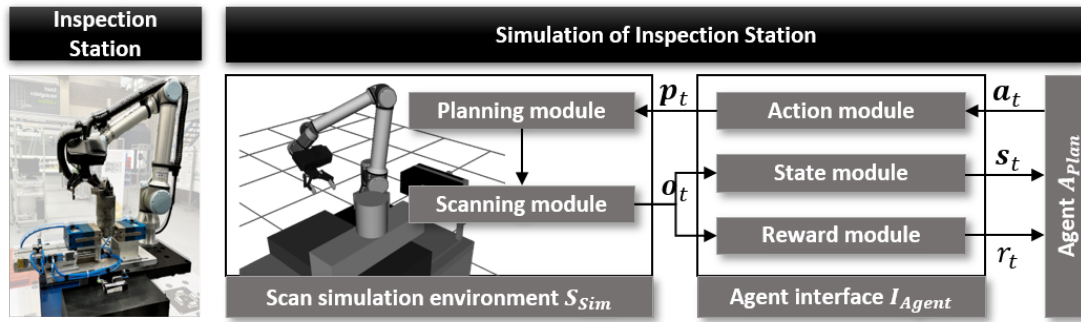 Inspection
Station
Simulation of Inspection Station
Planning module
Scanning module
p_t
o_t
Action module
State module
Reward module
a_t
s_t
r_t
Agent A_Plan
Scan simulation environment S_Sim
Agent interface I_Agent